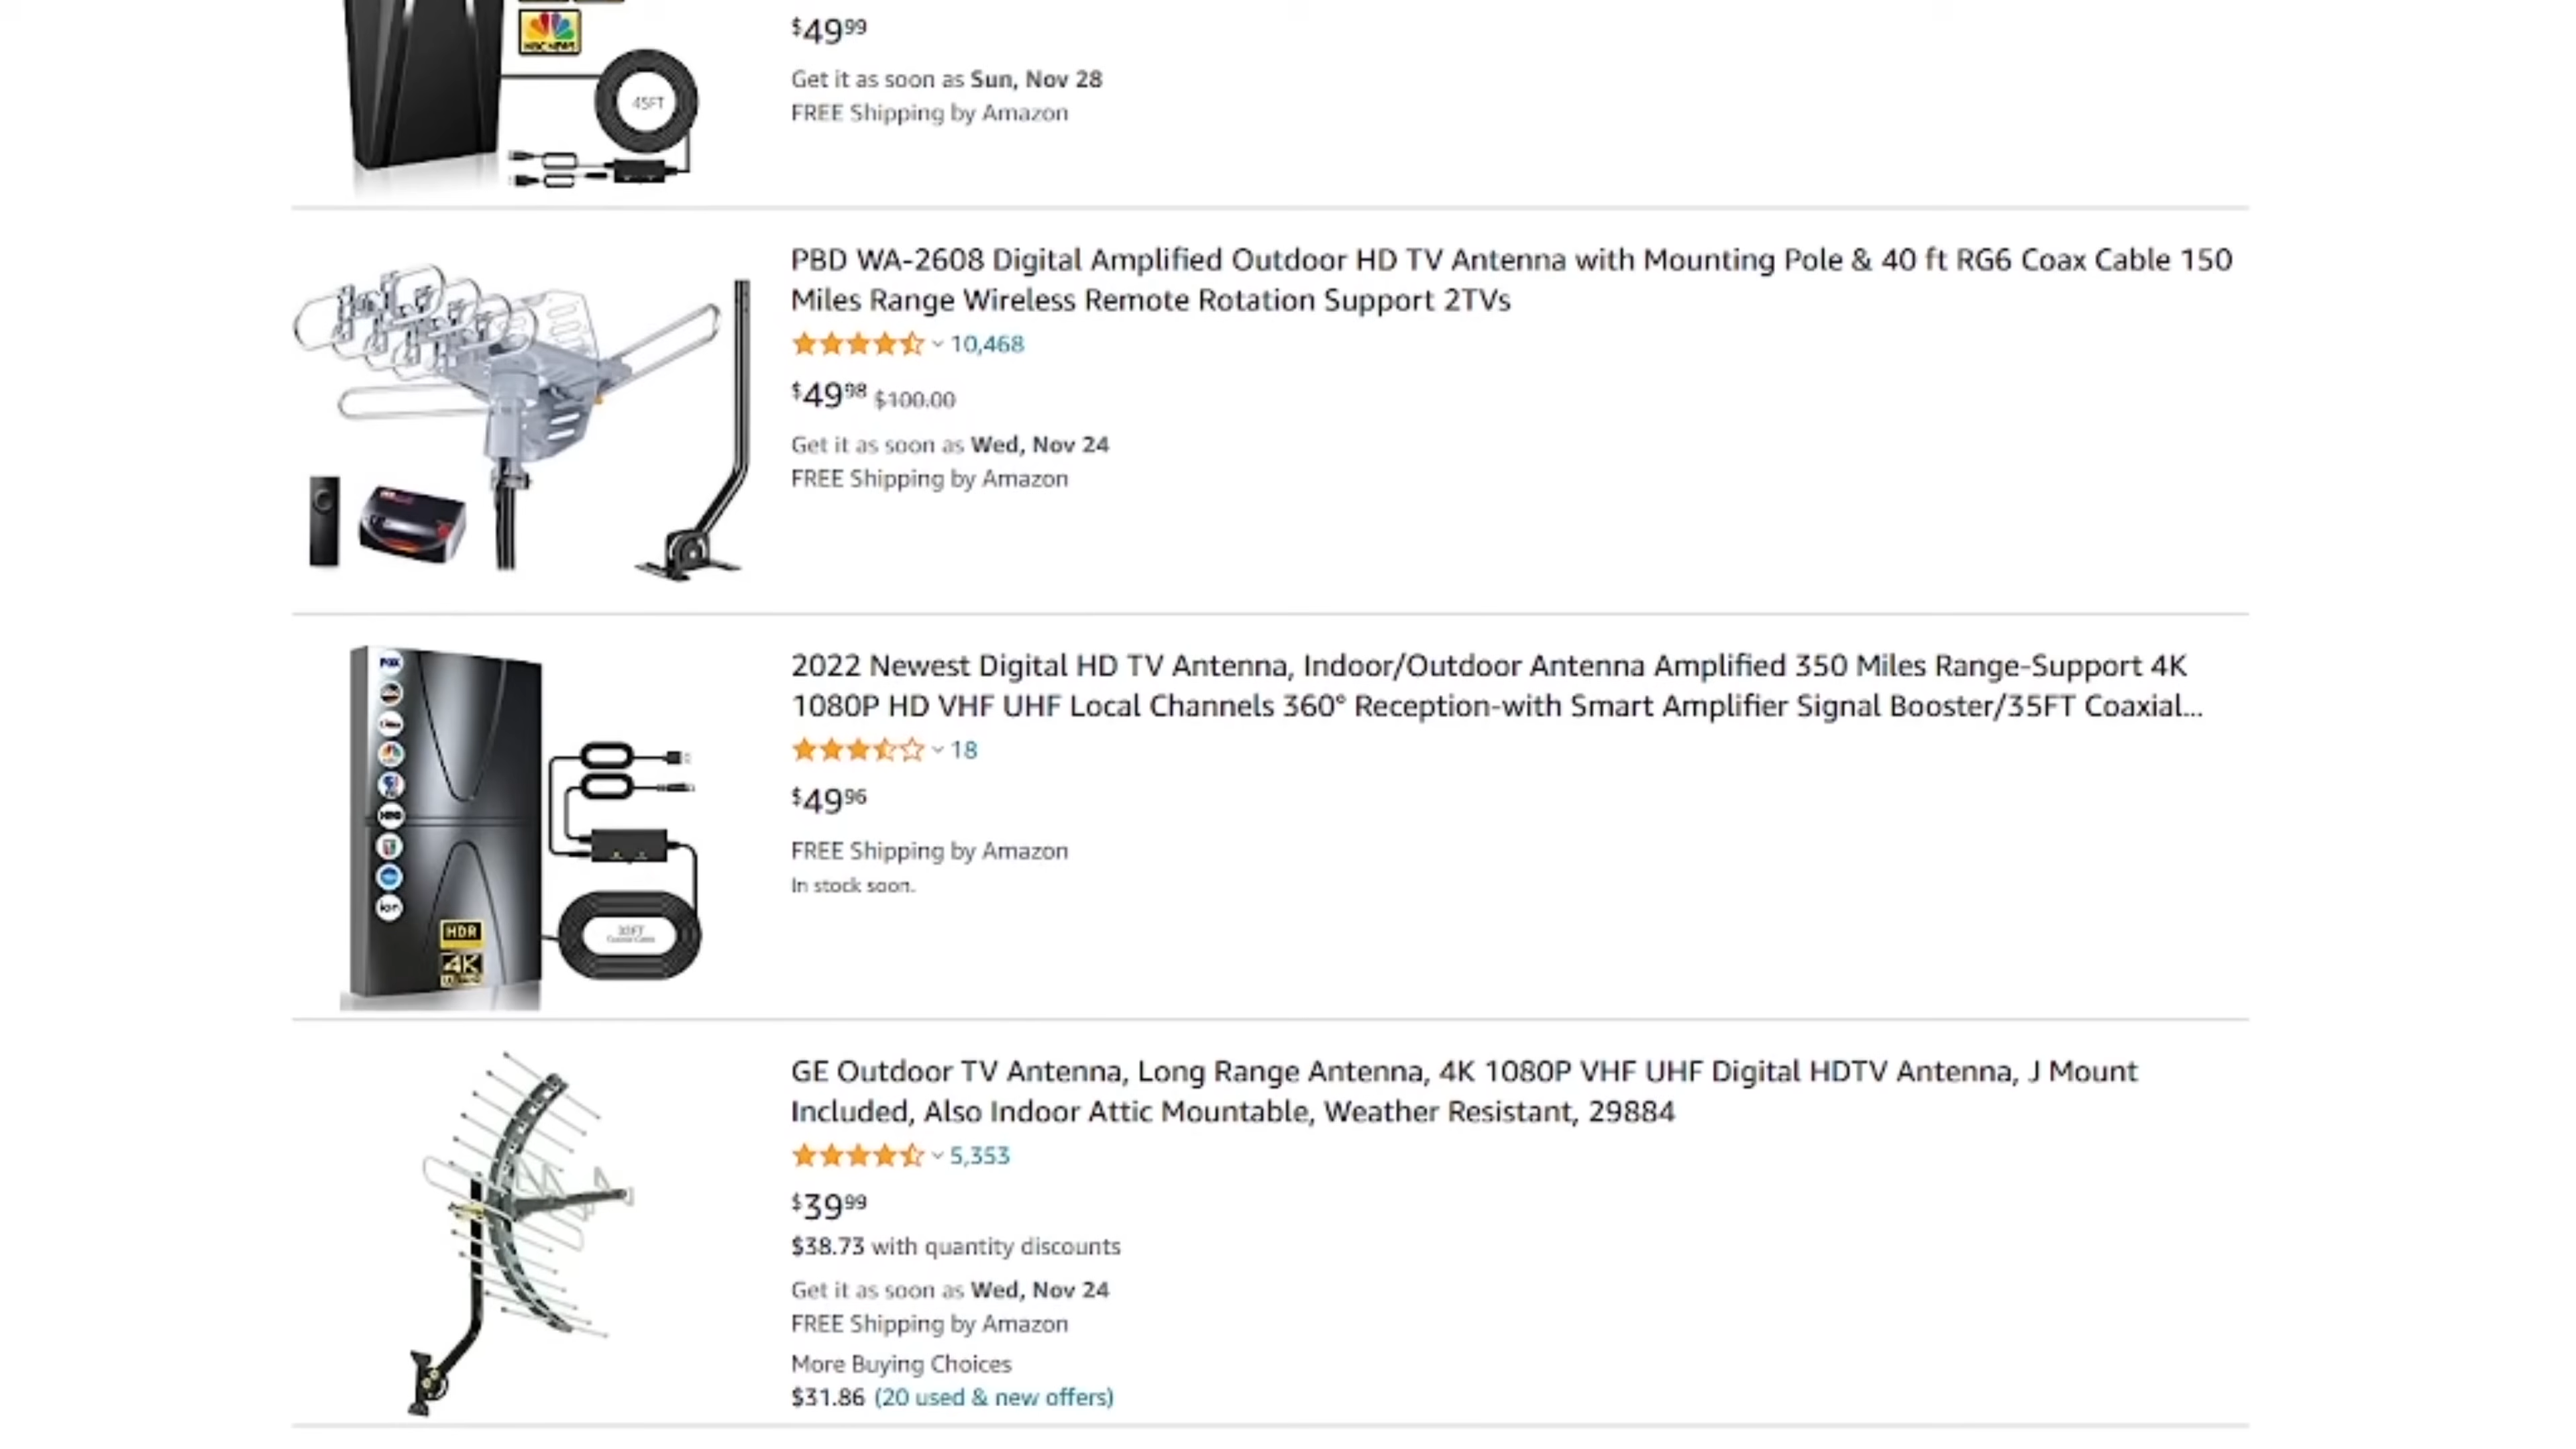 $49.99
Get it as soon as Sun, Nov 28
FREE Shipping by Amazon
45FT
PBD WA-2608 Digital Amplified Outdoor HD TV Antenna with Mounting Pole & 40 ft RG6 Coax Cable 150
Miles Range Wireless Remote Rotation Support 2TVs
10,468
$49.98 $100.00
Get it as soon as Wed, Nov 24
FREE Shipping by Amazon
2022 Newest Digital HD TV Antenna, Indoor/Outdoor Antenna Amplified 350 Miles Range-Support 4K
1080P HD VHF UHF Local Channels 360° Reception-with Smart Amplifier Signal Booster/35FT Coaxial...
18
$49.96
FREE Shipping by Amazon
In stock soon.
FOX
ion
HDR
4K
35FT
GE Outdoor TV Antenna, Long Range Antenna, 4K 1080P VHF UHF Digital HDTV Antenna, J Mount
Included, Also Indoor Attic Mountable, Weather Resistant, 29884
5,353
$39.99
$38.73 with quantity discounts
Get it as soon as Wed, Nov 24
FREE Shipping by Amazon
More Buying Choices
$31.86 (20 used & new offers)